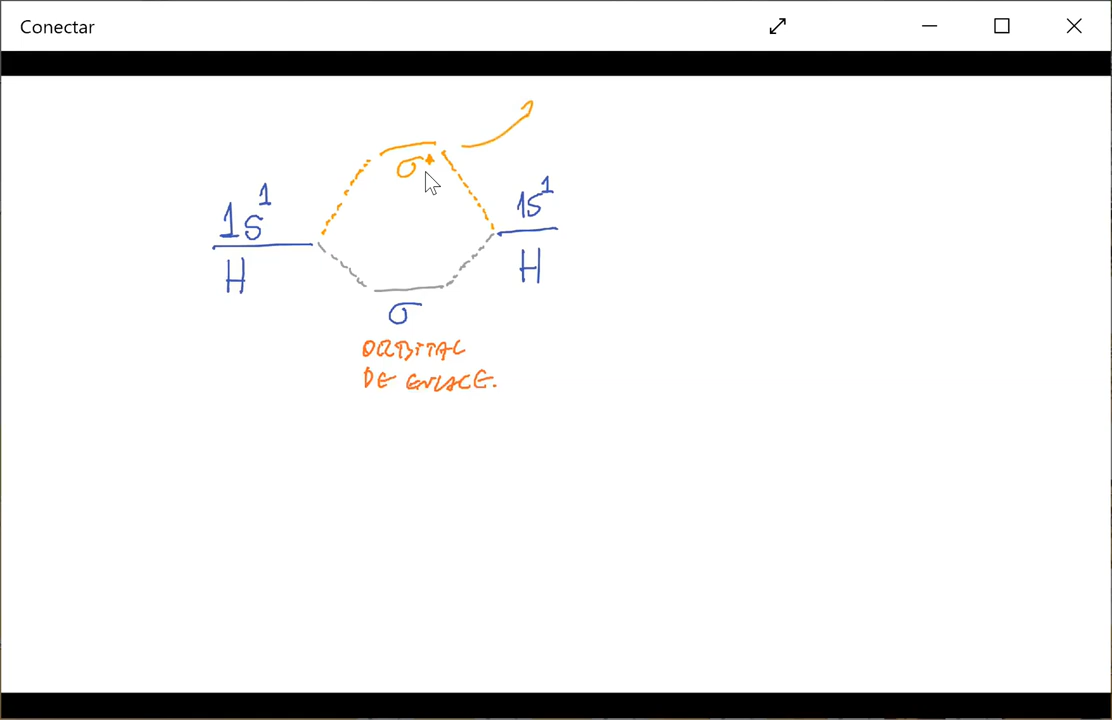 Conectar
σ*
1s¹
1s¹
H
H
σ
ORBITAL
DE ENLACE.